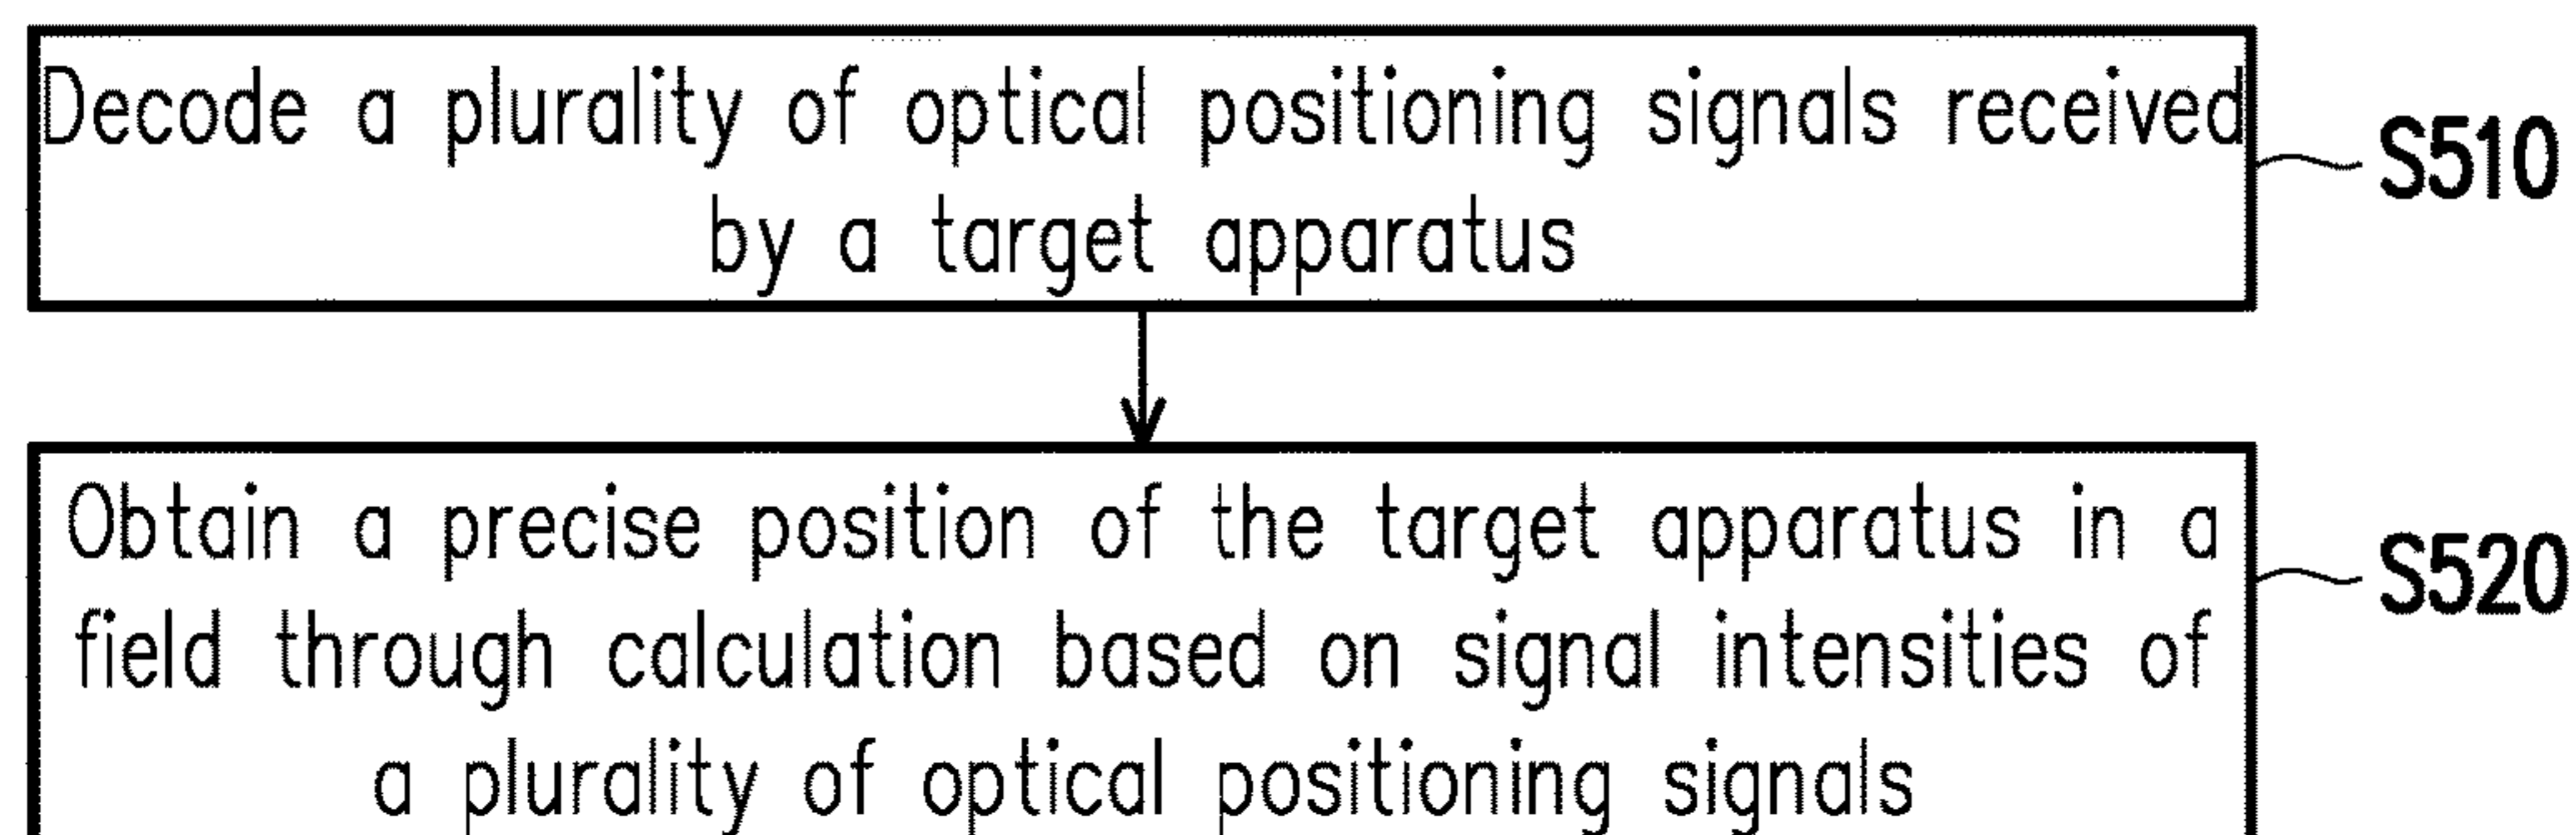 Decode a plurality of optical positioning signals received
by a target apparatus
S510
Obtain a precise position of the target apparatus in a
field through calculation based on signal intensities of
a plurality of optical positioning signals
S520